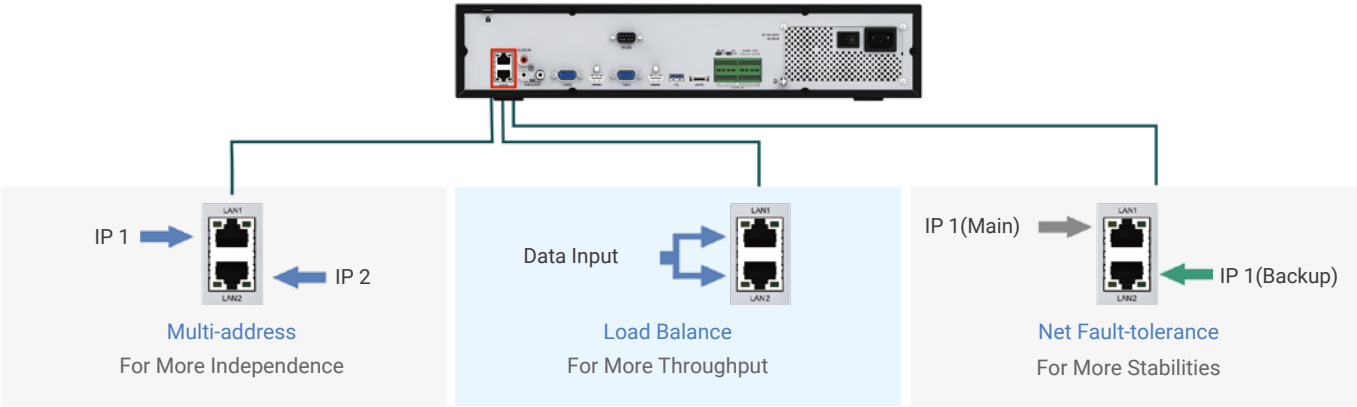 IP 1
LAN1
IP 2
LAN2
Multi-address
For More Independence
Data Input
LAN1
LAN2
Load Balance
For More Throughput
IP 1(Main)
LAN1
IP 1(Backup)
LAN2
Net Fault-tolerance
For More Stabilities